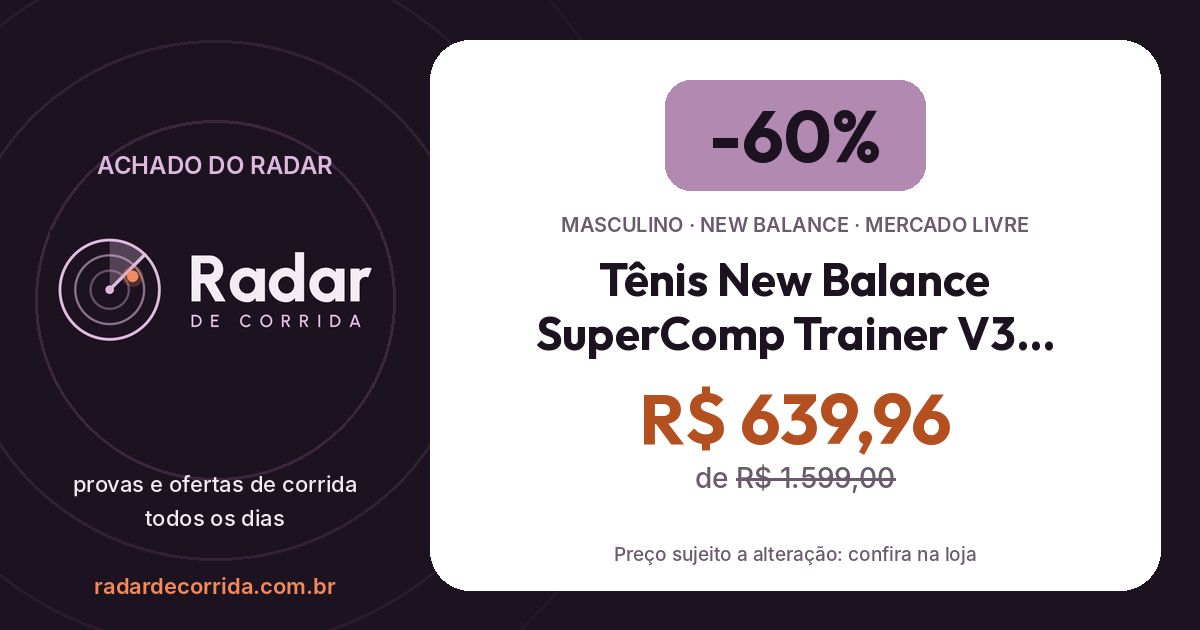 ACHADO DO RADAR
Radar
DE CORRIDA
provas e ofertas de corrida
todos os dias
radardecorrida.com.br
-60%
MASCULINO · NEW BALANCE · MERCADO LIVRE
Tênis New Balance
SuperComp Trainer V3...
R$ 639,96
de R$ 1.599,00
Preço sujeito a alteração: confira na loja